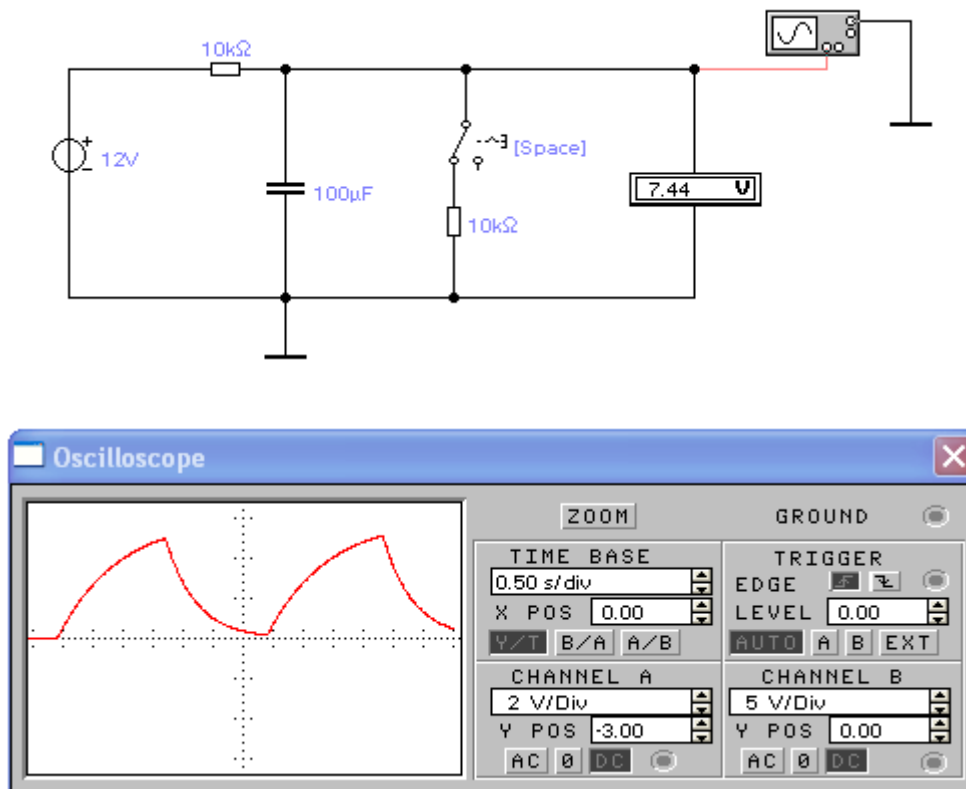 10kΩ
12V
100µF
[Space]
10kΩ
7.44 V
Oscilloscope
ZOOM GROUND
TIME BASE
0.50 s/div
X POS 0.00
Y/T B/A A/B
TRIGGER
EDGE
LEVEL 0.00
AUTO A B EXT
CHANNEL A
2 V/Div
Y POS -3.00
AC 0 DC
CHANNEL B
5 V/Div
Y POS 0.00
AC 0 DC